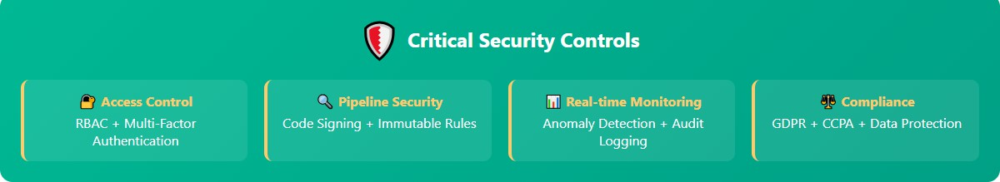 Critical Security Controls
Access Control
RBAC + Multi-Factor
Authentication
Pipeline Security
Code Signing + Immutable Rules
Real-time Monitoring
Anomaly Detection + Audit
Logging
Compliance
GDPR + CCPA + Data Protection